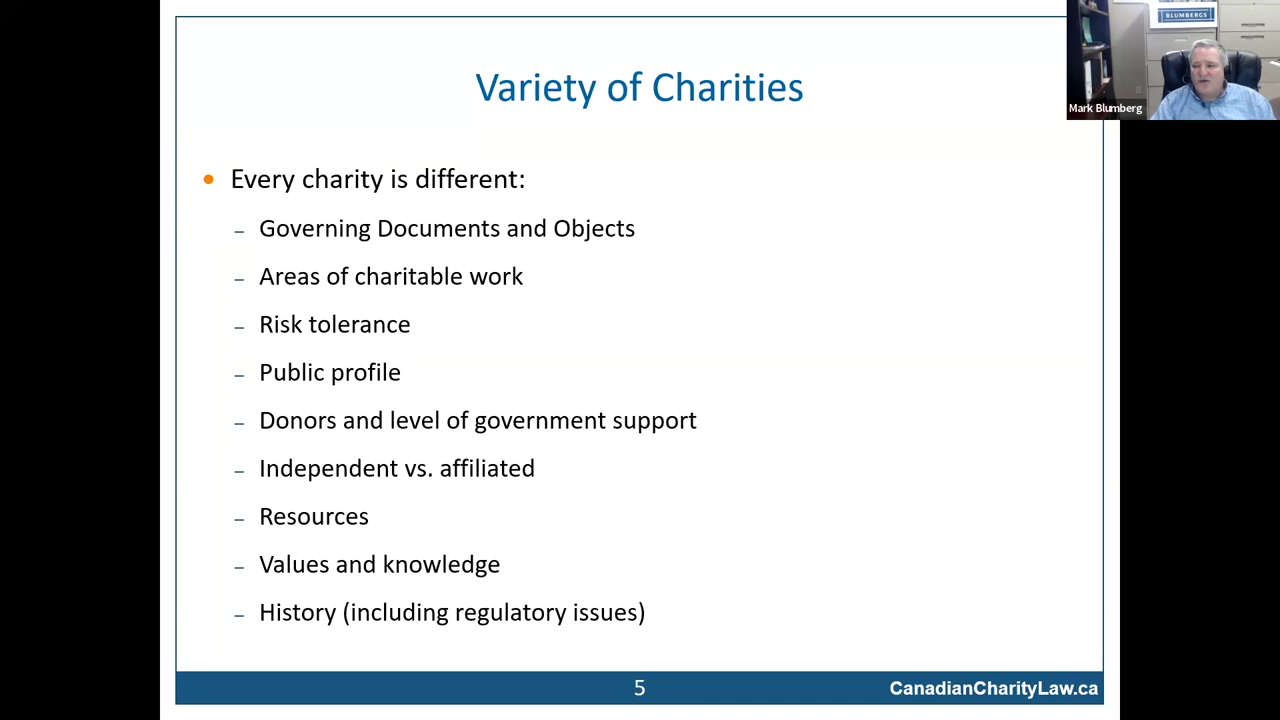 BLUMBERGS
Mark Blumberg
Variety of Charities
• Every charity is different:
– Governing Documents and Objects
– Areas of charitable work
– Risk tolerance
– Public profile
– Donors and level of government support
– Independent vs. affiliated
– Resources
– Values and knowledge
– History (including regulatory issues)
5
CanadianCharityLaw.ca